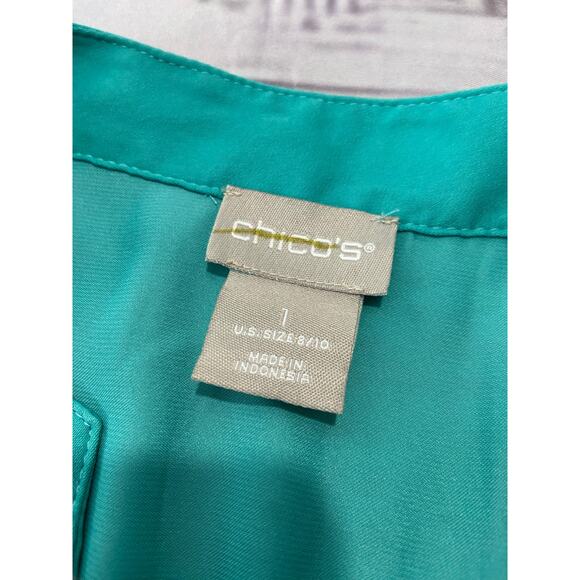 chico's®
1
U.S. SIZE 8/10
MADE IN
INDONESIA